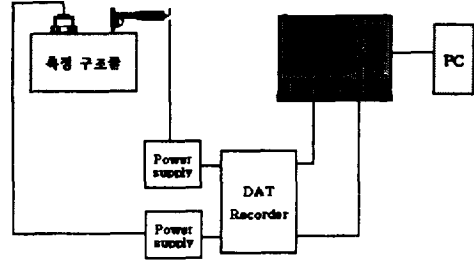 측정 구조물
PC
Power
supply
DAT
Recorder
Power
supply